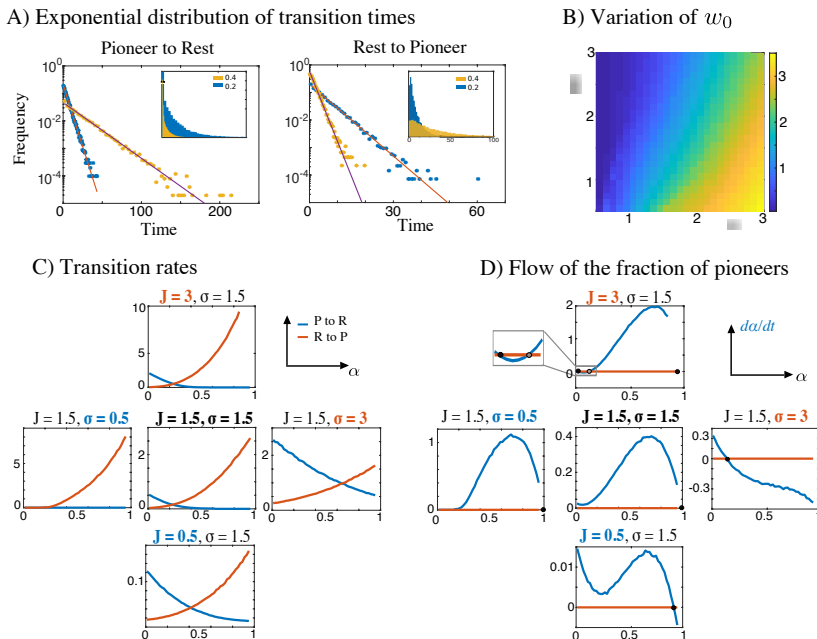 A) Exponential distribution of transition times
B) Variation of w₀
Pioneer to Rest
Rest to Pioneer
Frequency
10⁰
10⁻²
10⁻⁴
0 100 200
Time
0.4
0.2
10⁰
10⁻²
10⁻⁴
0 30 60
Time
0.4
0.2
0 50 100
3
2
1
1 2 3
3
2
1
C) Transition rates
D) Flow of the fraction of pioneers
J = 3, σ = 1.5
10
5
0
0 0.5 1
P to R
R to P
α
J = 3, σ = 1.5
2
1
0
0 0.5 1
dα/dt
α
J = 1.5, σ = 0.5
5
0
0 0.5 1
J = 1.5, σ = 1.5
2
1
0
0 0.5 1
J = 1.5, σ = 3
2
1
0
0 0.5 1
J = 1.5, σ = 0.5
1
0
0 0.5 1
J = 1.5, σ = 1.5
0.4
0.2
0
0 0.5 1
J = 1.5, σ = 3
0.3
0
-0.3
0 0.5 1
J = 0.5, σ = 1.5
0.1
0 0.5 1
J = 0.5, σ = 1.5
0.01
0
0 0.5 1